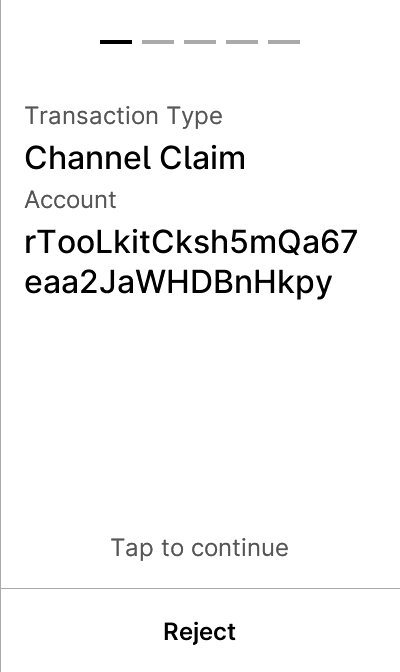 Transaction Type
Channel Claim
Account
rTooLkitCksh5mQa67
eaa2JaWHDBnHkpy
Tap to continue
Reject